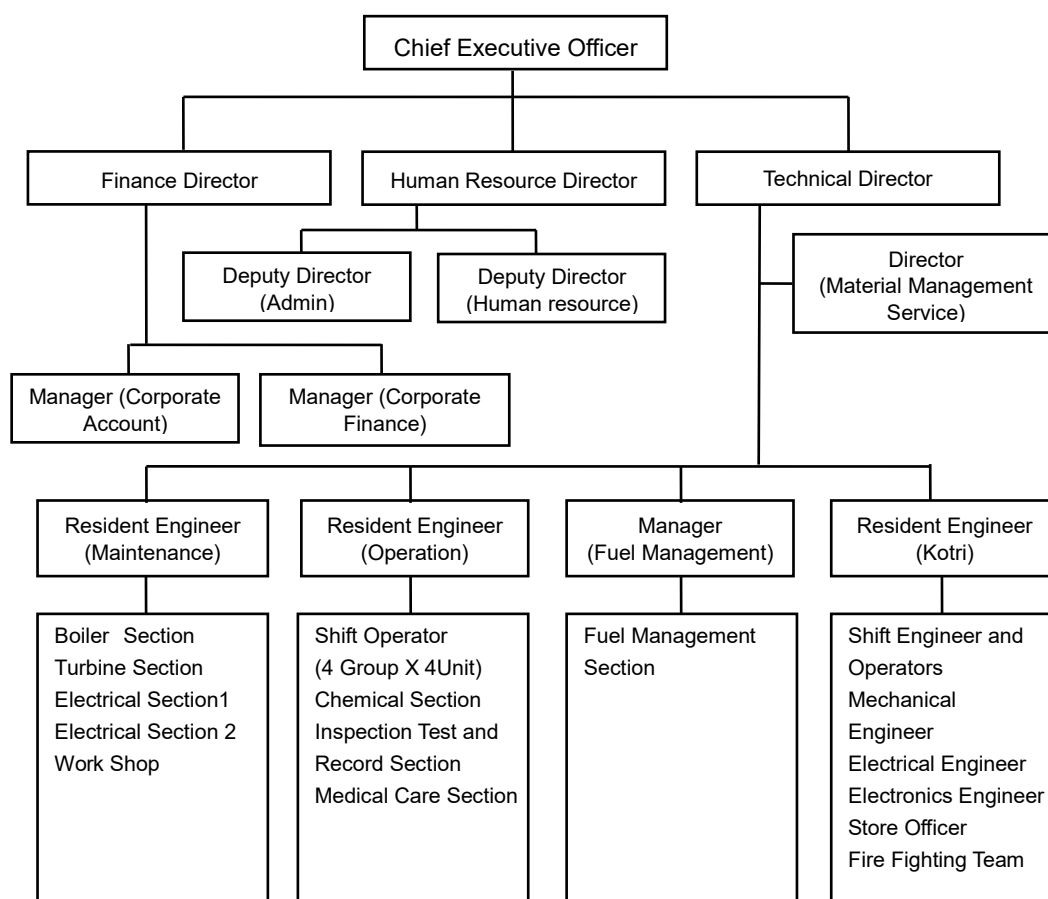 Chief Executive Officer
Finance Director
Human Resource Director
Technical Director
Deputy Director
(Admin)
Deputy Director
(Human resource)
Director
(Material Management
Service)
Manager (Corporate
Account)
Manager (Corporate
Finance)
Resident Engineer
(Maintenance)
Resident Engineer
(Operation)
Manager
(Fuel Management)
Resident Engineer
(Kotri)
Boiler Section
Turbine Section
Electrical Section1
Electrical Section 2
Work Shop
Shift Operator
(4 Group X 4Unit)
Chemical Section
Inspection Test and
Record Section
Medical Care Section
Fuel Management
Section
Shift Engineer and
Operators
Mechanical
Engineer
Electrical Engineer
Electronics Engineer
Store Officer
Fire Fighting Team